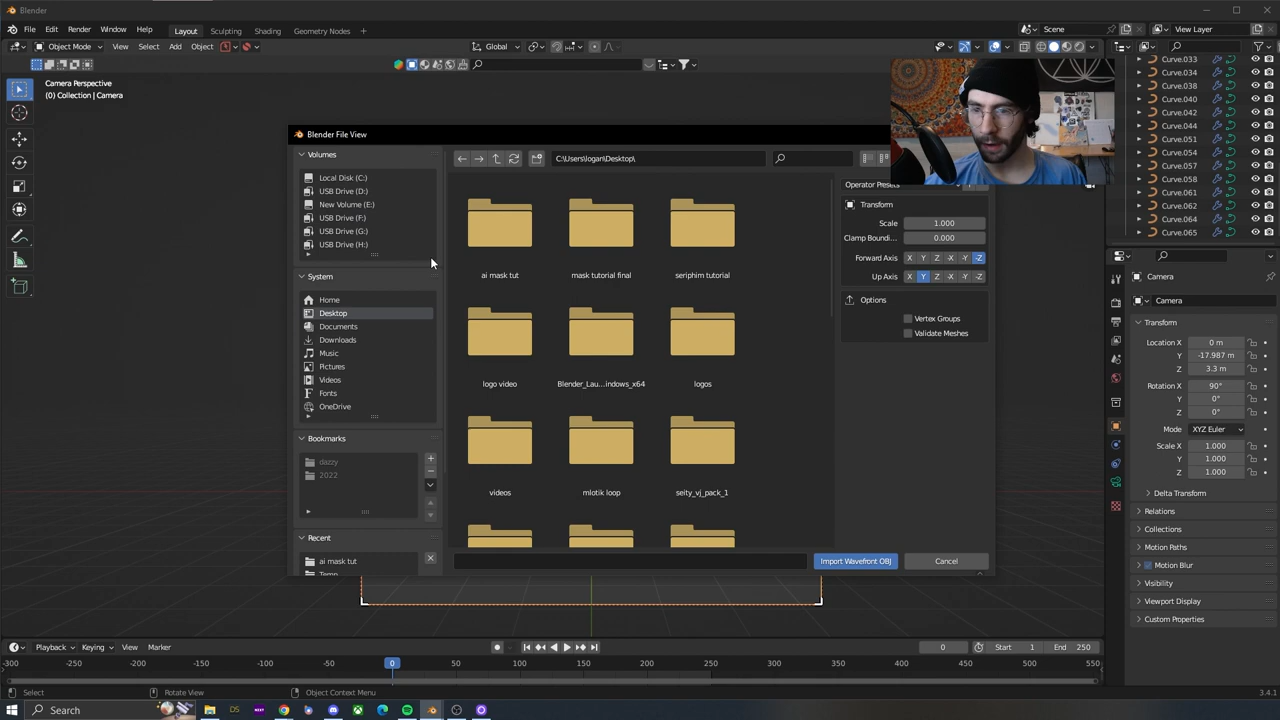 Blender
File Edit Render Window Help Layout Sculpting Shading Geometry Nodes + Scene View Layer
Object Mode View Select Add Object Global
Camera Perspective
(0) Collection | Camera
Curve.033
Curve.034
Curve.038
Curve.040
Curve.042
Curve.044
Curve.051
Curve.054
Curve.057
Curve.058
Curve.061
Curve.062
Curve.064
Curve.065
Blender File View
Volumes
Local Disk (C:)
USB Drive (D:)
New Volume (E:)
USB Drive (F:)
USB Drive (G:)
USB Drive (H:)
System
Home
Desktop
Documents
Downloads
Music
Pictures
Videos
Fonts
OneDrive
Bookmarks
dazzy
2022
Recent
ai mask tut
C:\Users\logan\Desktop\
ai mask tut mask tutorial final seriphim tutorial
logo video Blender_Lau...indows_x64 logos
videos mlotik loop seity_vj_pack_1
Operator Presets
Transform
Scale 1.000
Clamp Boundi... 0.000
Forward Axis X Y Z -X -Y -Z
Up Axis X Y Z -X -Y -Z
Options
Vertex Groups
Validate Meshes
Import Wavefront OBJ Cancel
Camera
Camera
Transform
Location X 0 m
Y -17.987 m
Z 3.3 m
Rotation X 90°
Y 0°
Z 0°
Mode XYZ Euler
Scale X 1.000
Y 1.000
Z 1.000
Delta Transform
Relations
Collections
Motion Paths
Motion Blur
Visibility
Viewport Display
Custom Properties
Playback Keying View Marker 0 Start 1 End 250
-300 -250 -200 -150 -100 -50 0 50 100 150 200 250 300 350 400 450 500 550
Select Rotate View Object Context Menu 3.4.1
Search DS